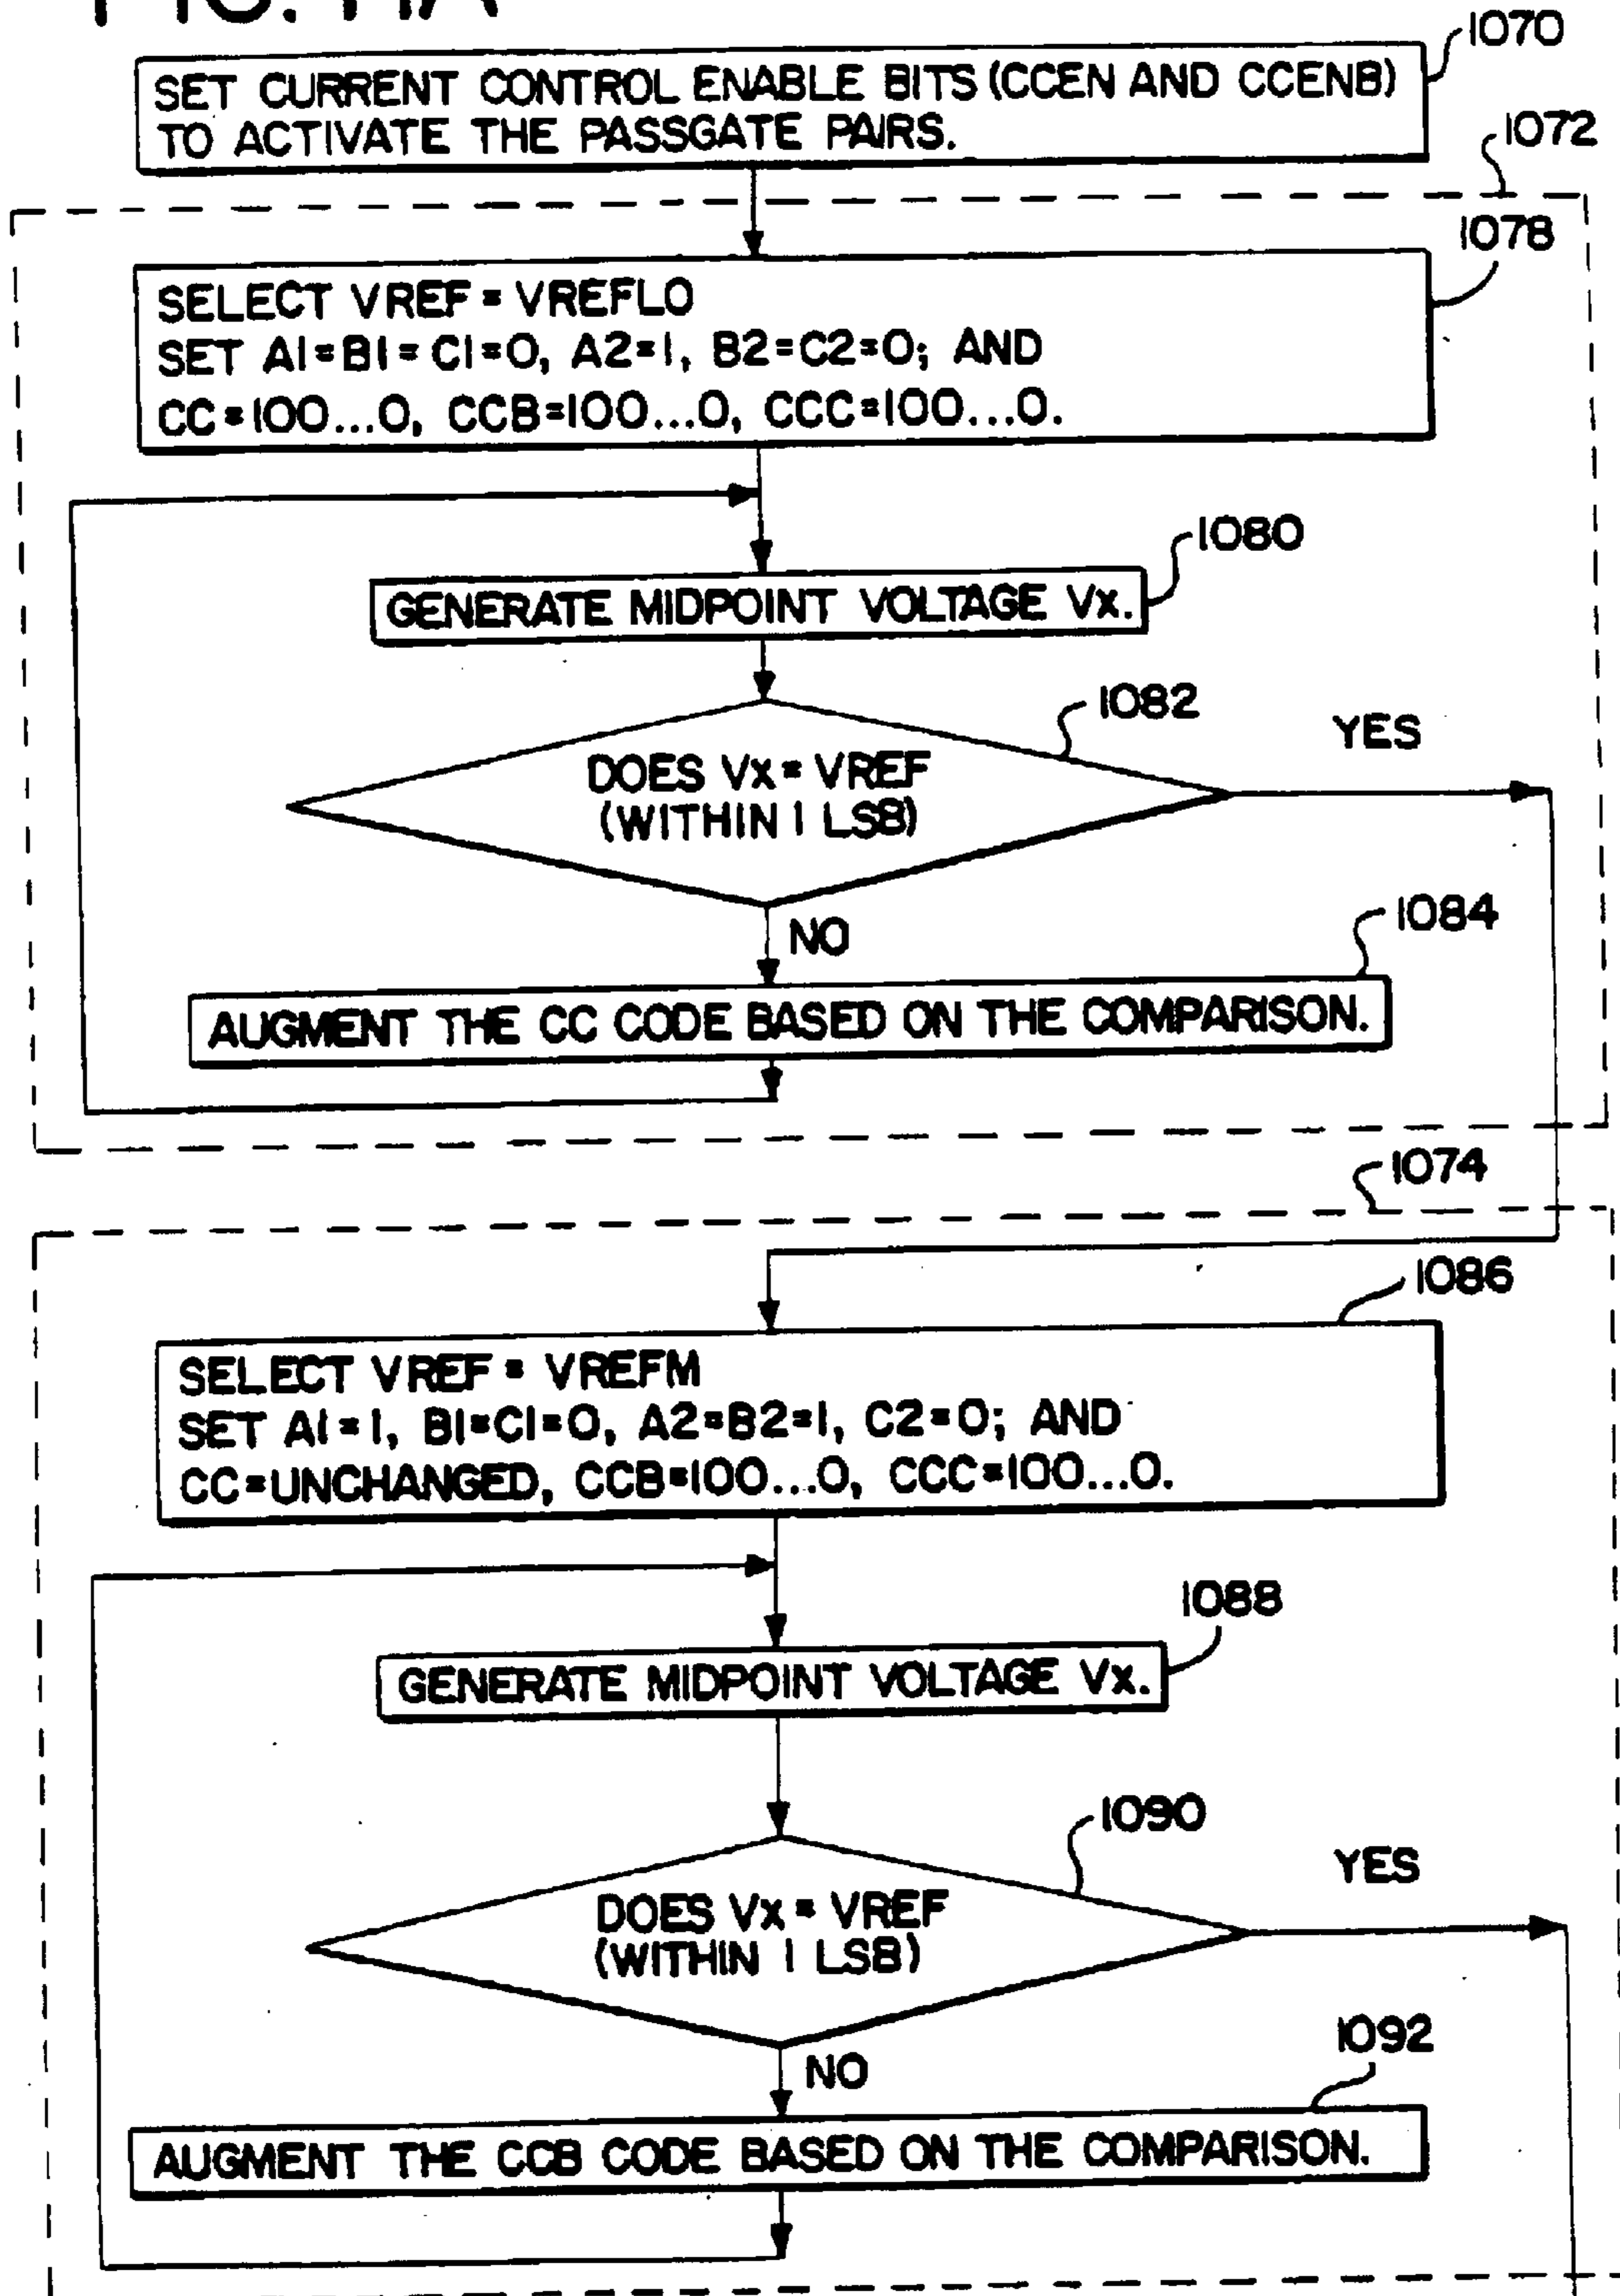 FIG. 11A
1070
SET CURRENT CONTROL ENABLE BITS (CCEN AND CCENB)
TO ACTIVATE THE PASSGATE PAIRS.
1072
1078
SELECT VREF = VREFLO
SET A1=B1=C1=0, A2=1, B2=C2=0; AND
CC=100...0, CCB=100...0, CCC=100...0.
1080
GENERATE MIDPOINT VOLTAGE Vx.
1082
YES
DOES Vx = VREF
(WITHIN 1 LSB)
NO
1084
AUGMENT THE CC CODE BASED ON THE COMPARISON.
1074
1086
SELECT VREF = VREFM
SET A1=1, B1=C1=0, A2=B2=1, C2=0; AND
CC=UNCHANGED, CCB=100...0, CCC=100...0.
1088
GENERATE MIDPOINT VOLTAGE Vx.
1090
YES
DOES Vx = VREF
(WITHIN 1 LSB)
NO
1092
AUGMENT THE CCB CODE BASED ON THE COMPARISON.